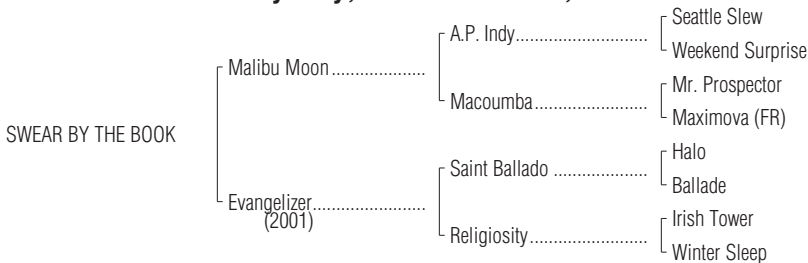 Seattle Slew
A.P. Indy
Weekend Surprise
Malibu Moon
Mr. Prospector
Macoumba
Maximova (FR)
SWEAR BY THE BOOK
Halo
Saint Ballado
Ballade
Evangelizer
(2001)
Irish Tower
Religiosity
Winter Sleep